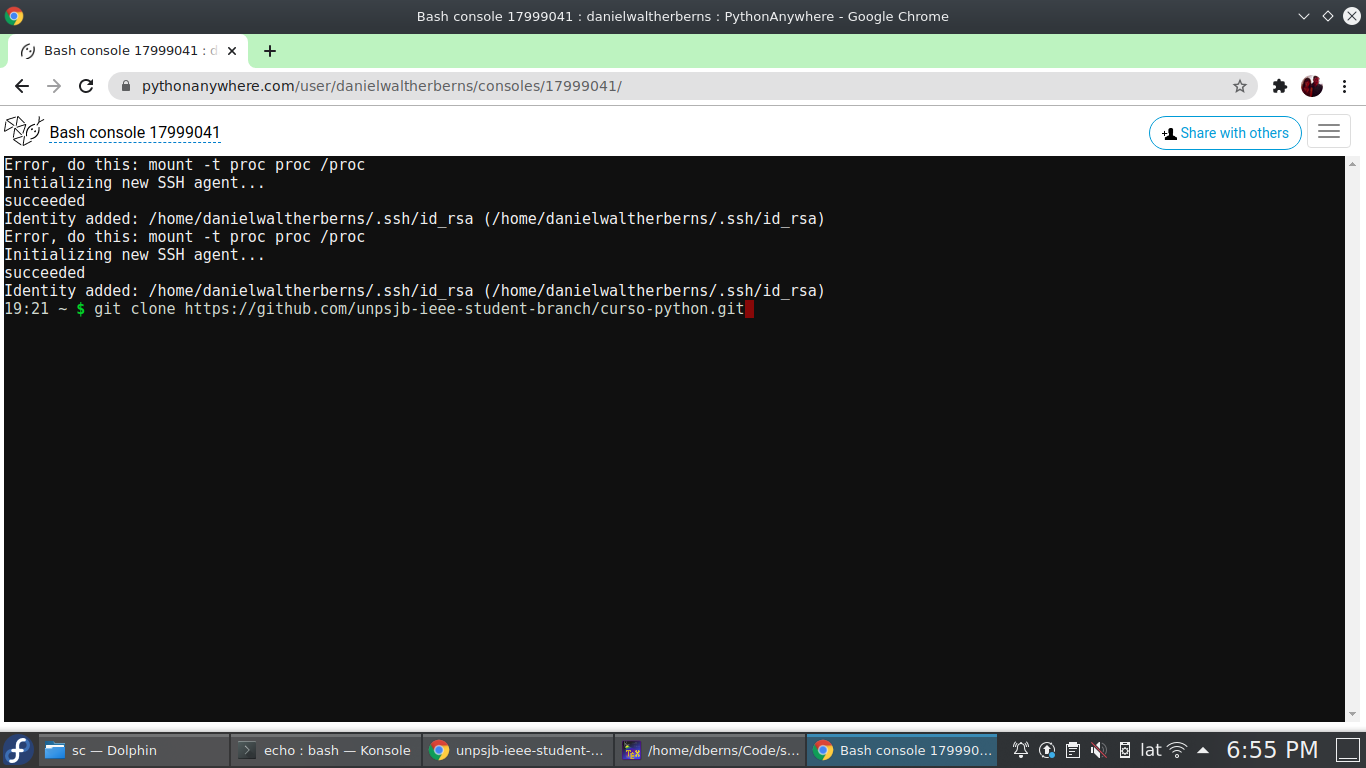 Bash console 17999041 : danielwaltherberns : PythonAnywhere - Google Chrome
Bash console 17999041 : d
pythonanywhere.com/user/danielwaltherberns/consoles/17999041/
Bash console 17999041
Share with others
Error, do this: mount -t proc proc /proc
Initializing new SSH agent...
succeeded
Identity added: /home/danielwaltherberns/.ssh/id_rsa (/home/danielwaltherberns/.ssh/id_rsa)
Error, do this: mount -t proc proc /proc
Initializing new SSH agent...
succeeded
Identity added: /home/danielwaltherberns/.ssh/id_rsa (/home/danielwaltherberns/.ssh/id_rsa)
19:21 ~ $ git clone https://github.com/unpsjb-ieee-student-branch/curso-python.git
sc — Dolphin
echo : bash — Konsole
unpsjb-ieee-student-...
/home/dberns/Code/s...
Bash console 179990...
lat
6:55 PM